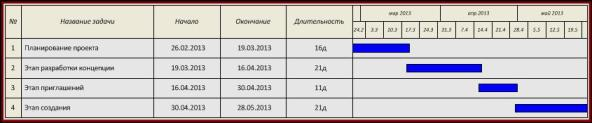 № Название задачи Начало Окончание Длительность мар 2013 апр 2013 май 2013
24.2 3.3 10.3 17.3 24.3 31.3 7.4 14.4 21.4 28.4 5.5 12.5 19.5
1 Планирование проекта 26.02.2013 19.03.2013 16д
2 Этап разработки концепции 19.03.2013 16.04.2013 21д
3 Этап приглашений 16.04.2013 30.04.2013 11д
4 Этап создания 30.04.2013 28.05.2013 21д